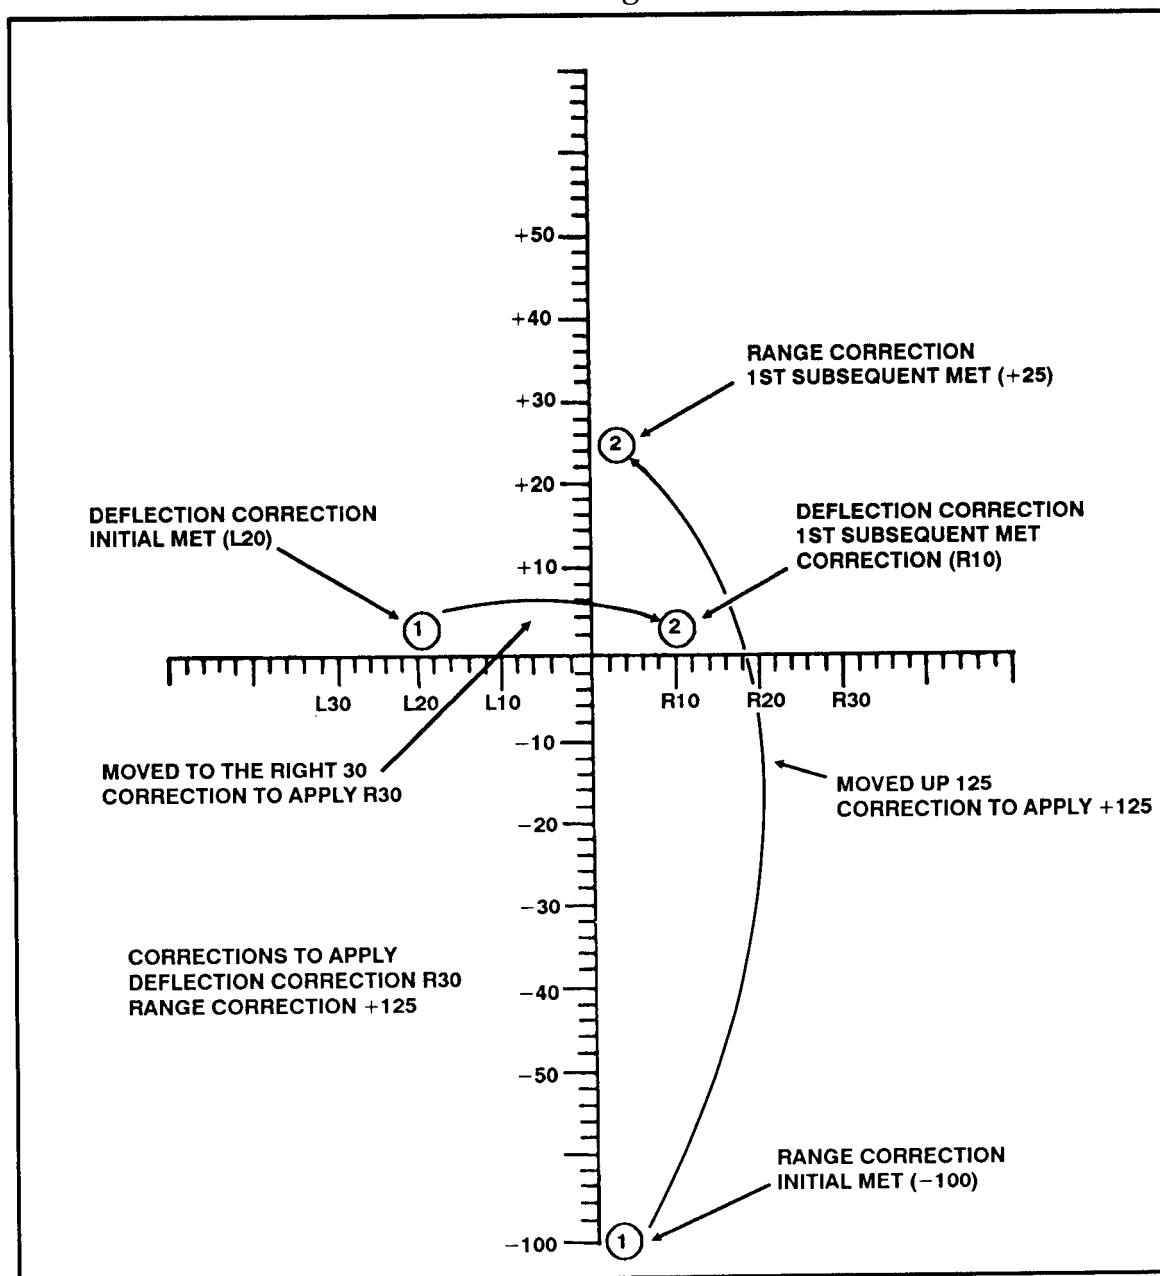 +50
+40
RANGE CORRECTION
1ST SUBSEQUENT MET (+25)
+30
2
+20
DEFLECTION CORRECTION
INITIAL MET (L20)
DEFLECTION CORRECTION
1ST SUBSEQUENT MET
CORRECTION (R10)
+10
1
2
L30 L20 L10 R10 R20 R30
−10
MOVED TO THE RIGHT 30
CORRECTION TO APPLY R30
MOVED UP 125
CORRECTION TO APPLY +125
−20
−30
CORRECTIONS TO APPLY
DEFLECTION CORRECTION R30
RANGE CORRECTION +125
−40
−50
RANGE CORRECTION
INITIAL MET (−100)
−100
1